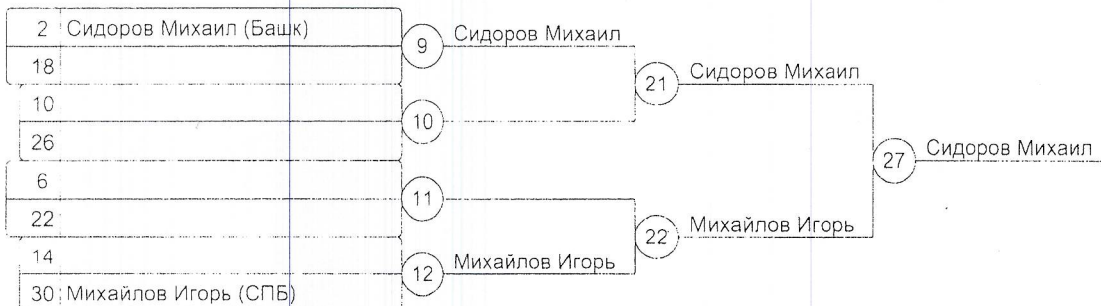 2 Сидоров Михаил (Башк)
18
9 Сидоров Михаил
10
26
10
21 Сидоров Михаил
6
22
11
14
30 Михайлов Игорь (СПБ)
12 Михайлов Игорь
22 Михайлов Игорь
27 Сидоров Михаил